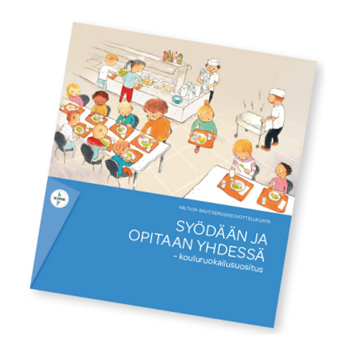 VALTION RAVITSEMUSNEUVOTTELUKUNTA
SYÖDÄÄN JA
OPITAAN YHDESSÄ
– kouluruokailusuositus